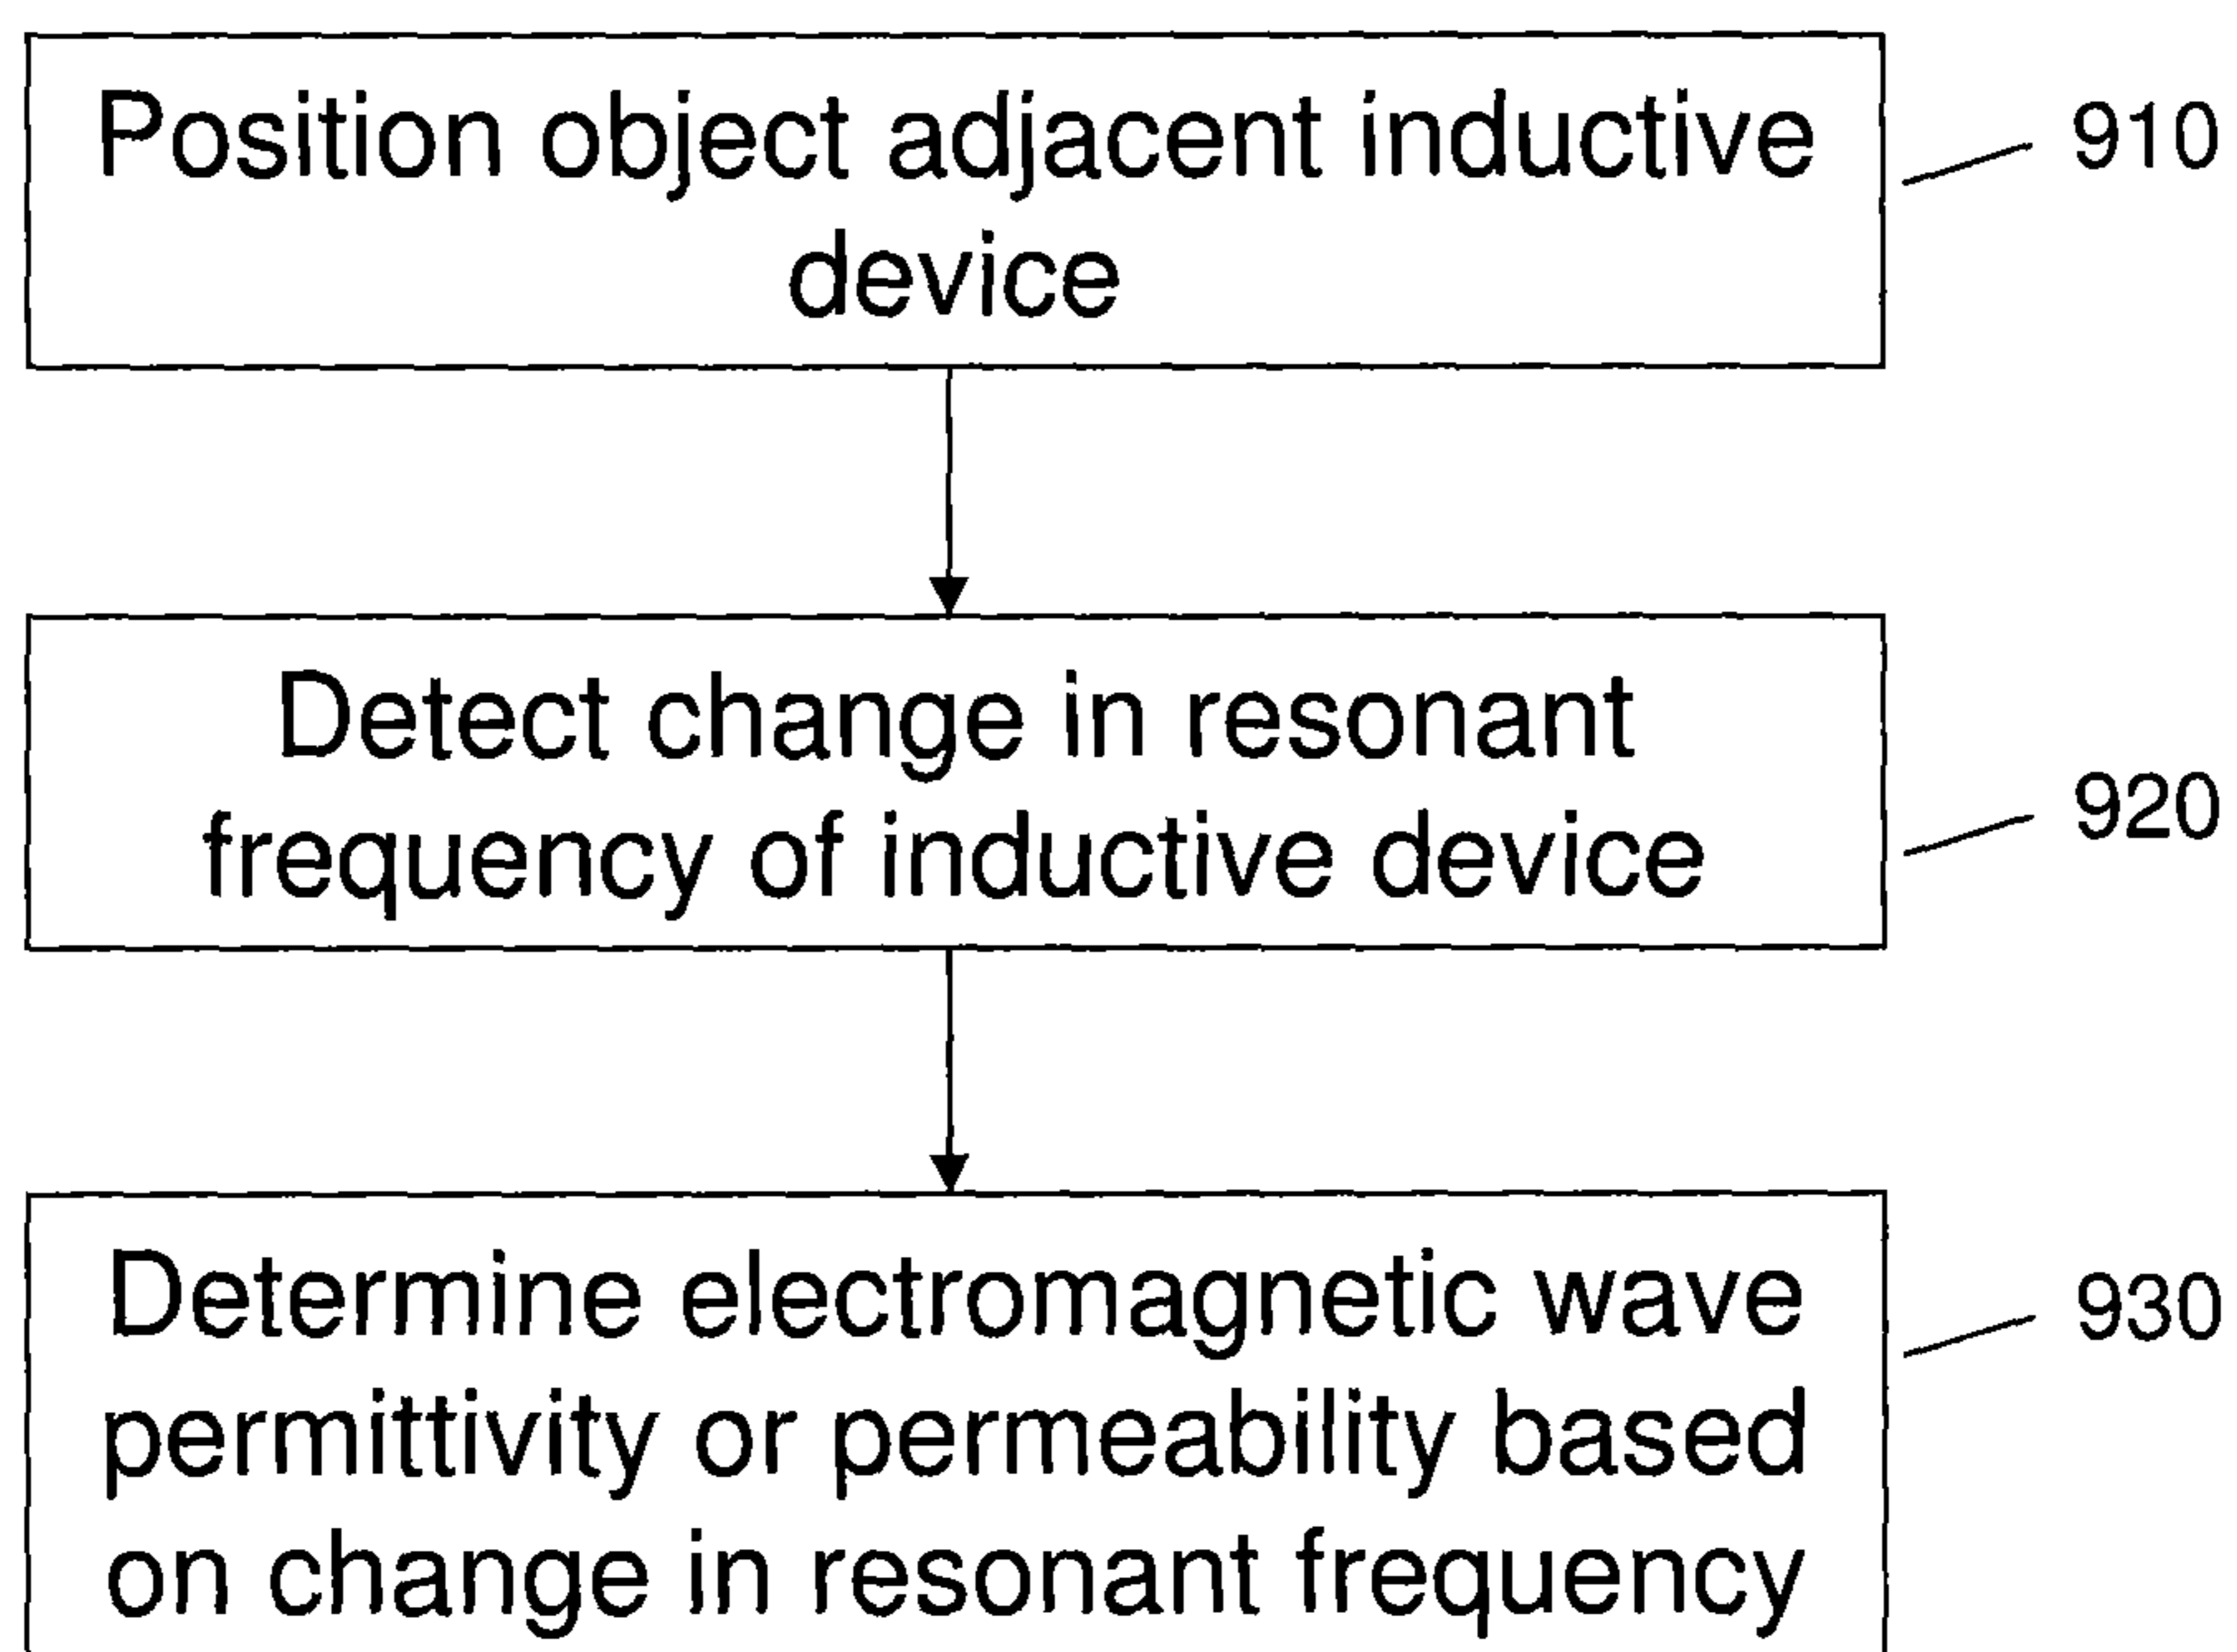 Position object adjacent inductive
device
910
Detect change in resonant
frequency of inductive device
920
Determine electromagnetic wave
permittivity or permeability based
on change in resonant frequency
930